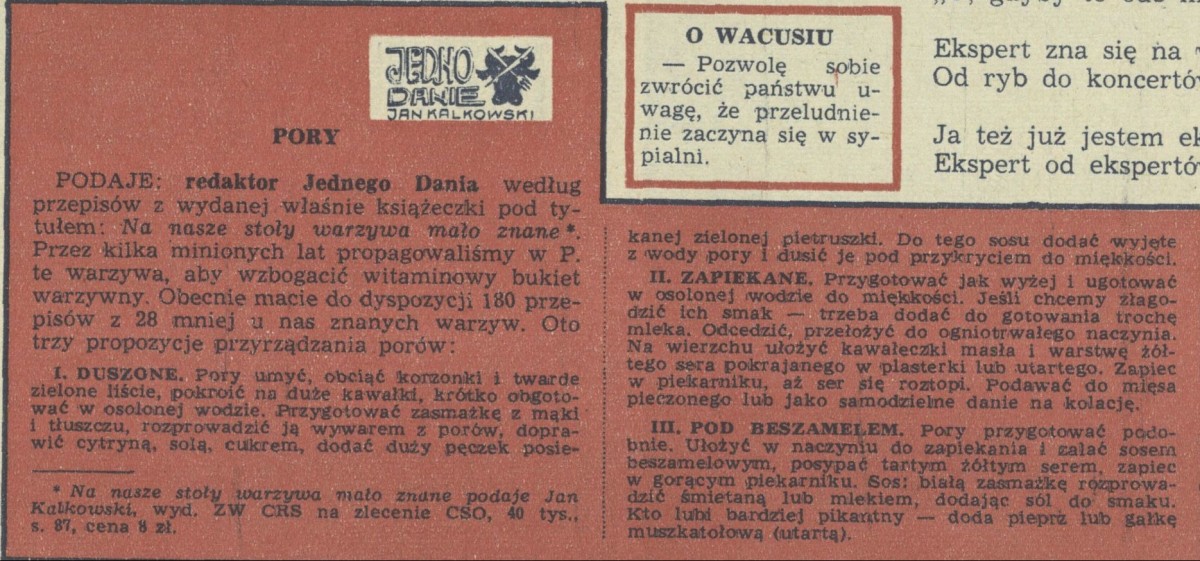 JEDNO
DANIE
JAN KALKOWSKI
PORY
PODAJE: redaktor Jednego Dania według
przepisów z wydanej właśnie książeczki pod ty-
tułem: Na nasze stoły warzywa mało znane*.
Przez kilka minionych lat propagowaliśmy w P.
te warzywa, aby wzbogacić witaminowy bukiet
warzywny. Obecnie macie do dyspozycji 180 prze-
pisów z 28 mniej u nas znanych warzyw. Oto
trzy propozycje przyrządzania porów:
I. DUSZONE. Pory umyć, obciąć korzonki i twarde
zielone liście, pokroić na duże kawałki, krótko obgoto-
wać w osolonej wodzie. Przygotować zasmażkę z mąki
i tłuszczu, rozprowadzić ją wywarem z porów, dopra-
wić cytryną, solą, cukrem, dodać duży pęczek posie-
* Na nasze stoły warzywa mało znane podaje Jan
Kalkowski, wyd. ZW CRS na zlecenie CSO, 40 tys.,
s. 87, cena 8 zł.
kanej zielonej pietruszki. Do tego sosu dodać wyjęte
z wody pory i dusić je pod przykryciem do miękkości.
II. ZAPIEKANE. Przygotować jak wyżej i ugotować
w osolonej wodzie do miękkości. Jeśli chcemy złago-
dzić ich smak — trzeba dodać do gotowania trochę
mleka. Odcedzić, przełożyć do ogniotrwałego naczynia.
Na wierzchu ułożyć kawałeczki masła i warstwę żół-
tego sera pokrajanego w plasterki lub utartego. Zapiec
w piekarniku, aż ser się roztopi. Podawać do mięsa
pieczonego lub jako samodzielne danie na kolację.
III. POD BESZAMELEM. Pory przygotować podo-
bnie. Ułożyć w naczyniu do zapiekania i zalać sosem
beszamelowym, posypać tartym żółtym serem, zapiec
w gorącym piekarniku. Sos: białą zasmażkę rozprowa-
dzić śmietaną lub mlekiem, dodając sól do smaku.
Kto lubi bardziej pikantny — doda pieprz lub gałkę
muszkatołową (utartą).
O WACUSIU
— Pozwolę sobie
zwrócić państwu u-
wagę, że przeludnie-
nie zaczyna się w sy-
pialni.
Ekspert zna się na
Od ryb do koncertów
Ja też już jestem
Ekspert od ekspertów